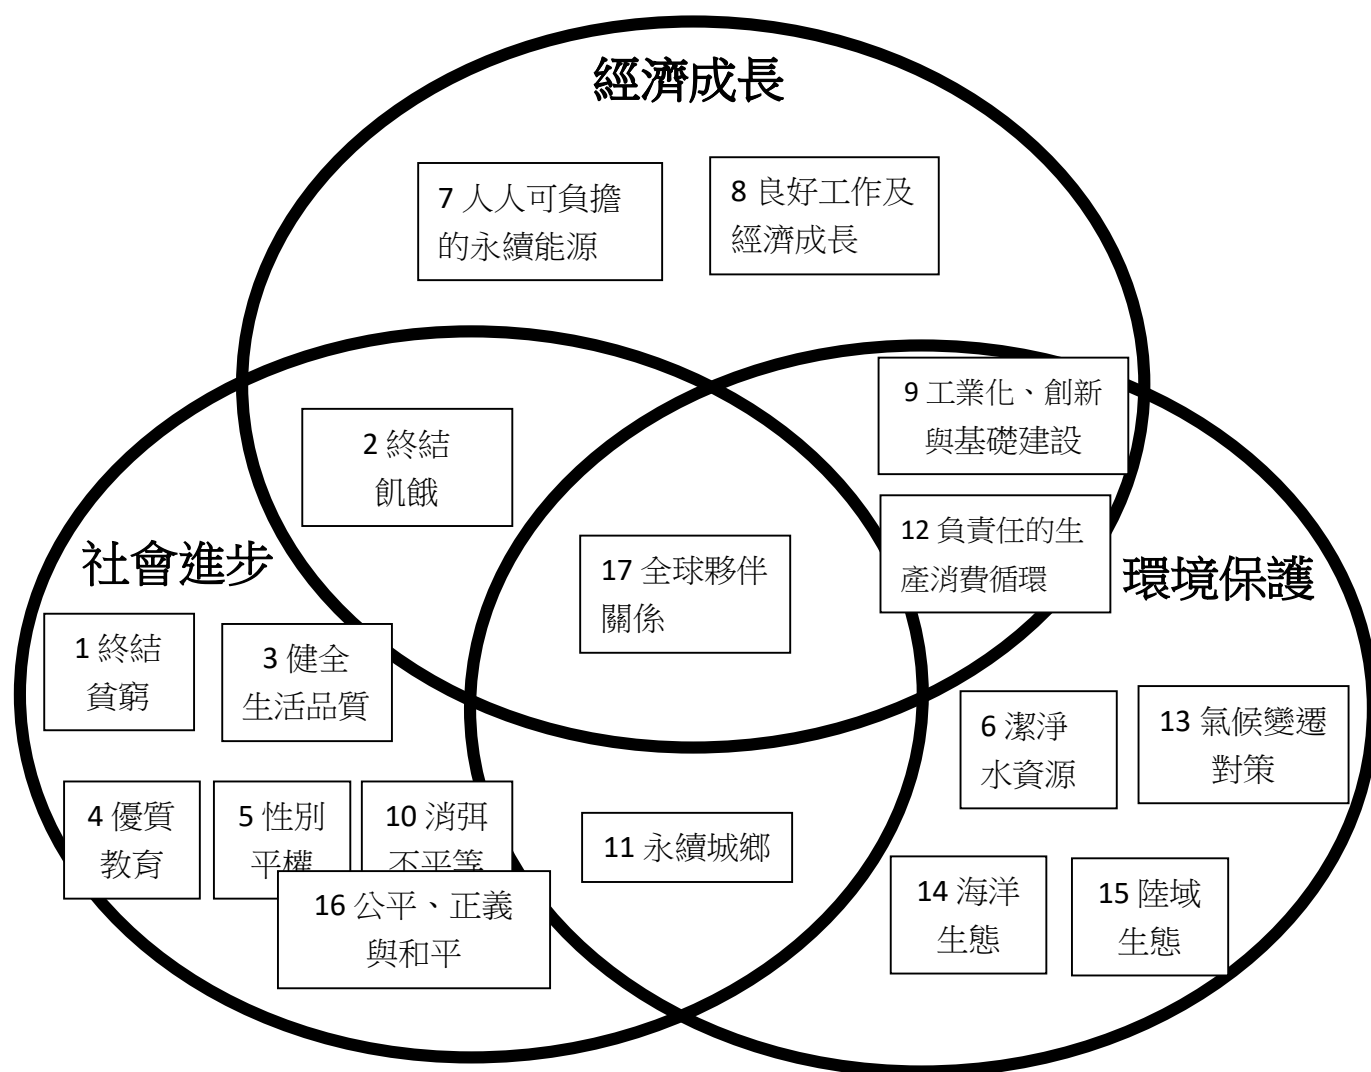 經濟成長
7 人人可負擔
的永續能源
8 良好工作及
經濟成長
9 工業化、創新
與基礎建設
2 終結
飢餓
12 負責任的生
產消費循環
社會進步
17 全球夥伴
關係
環境保護
1 終結
貧窮
3 健全
生活品質
6 潔淨
水資源
13 氣候變遷
對策
4 優質
教育
5 性別
平權
10 消弭
不平等
11 永續城鄉
16 公平、正義
與和平
14 海洋
生態
15 陸域
生態